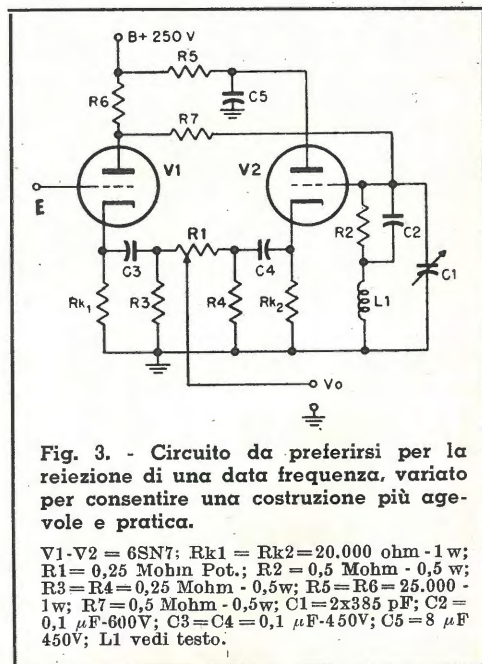 B+ 250 V
R5
C5
R6
R7
V1
V2
E
R1
R2
C2
C1
C3
C4
Rk1
R3
R4
Rk2
L1
Vo
Fig. 3. - Circuito da preferirsi per la
reiezione di una data frequenza, variato
per consentire una costruzione più age-
vole e pratica.
V1-V2 = 6SN7; Rk1 = Rk2=20.000 ohm - 1 w;
R1= 0,25 Mohm Pot.; R2 = 0,5 Mohm - 0,5 w;
R3=R4=0,25 Mohm - 0,5w; R5=R6= 25.000 -
1w; R7=0,5 Mohm - 0,5w; C1=2x385 pF; C2 =
0,1 μF-600V; C3=C4=0,1 μF-450V; C5=8 μF
450V; L1 vedi testo.